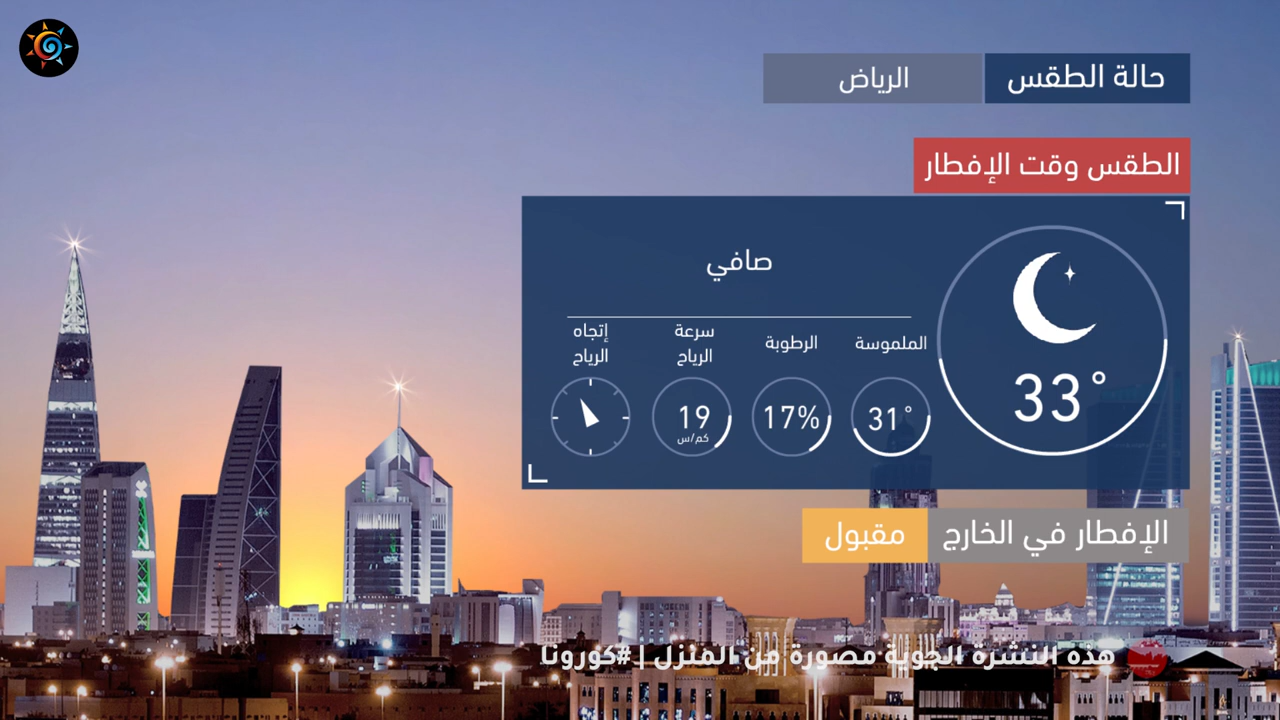 حالة الطقس
الرياض
الطقس وقت الإفطار
صافي
33°
الملموسة
31°
الرطوبة
17%
سرعة
الرياح
19
كم/س
إتجاه
الرياح
الإفطار في الخارج
مقبول
هذه النشرة الجوية مصورة من المنزل | #كورونا